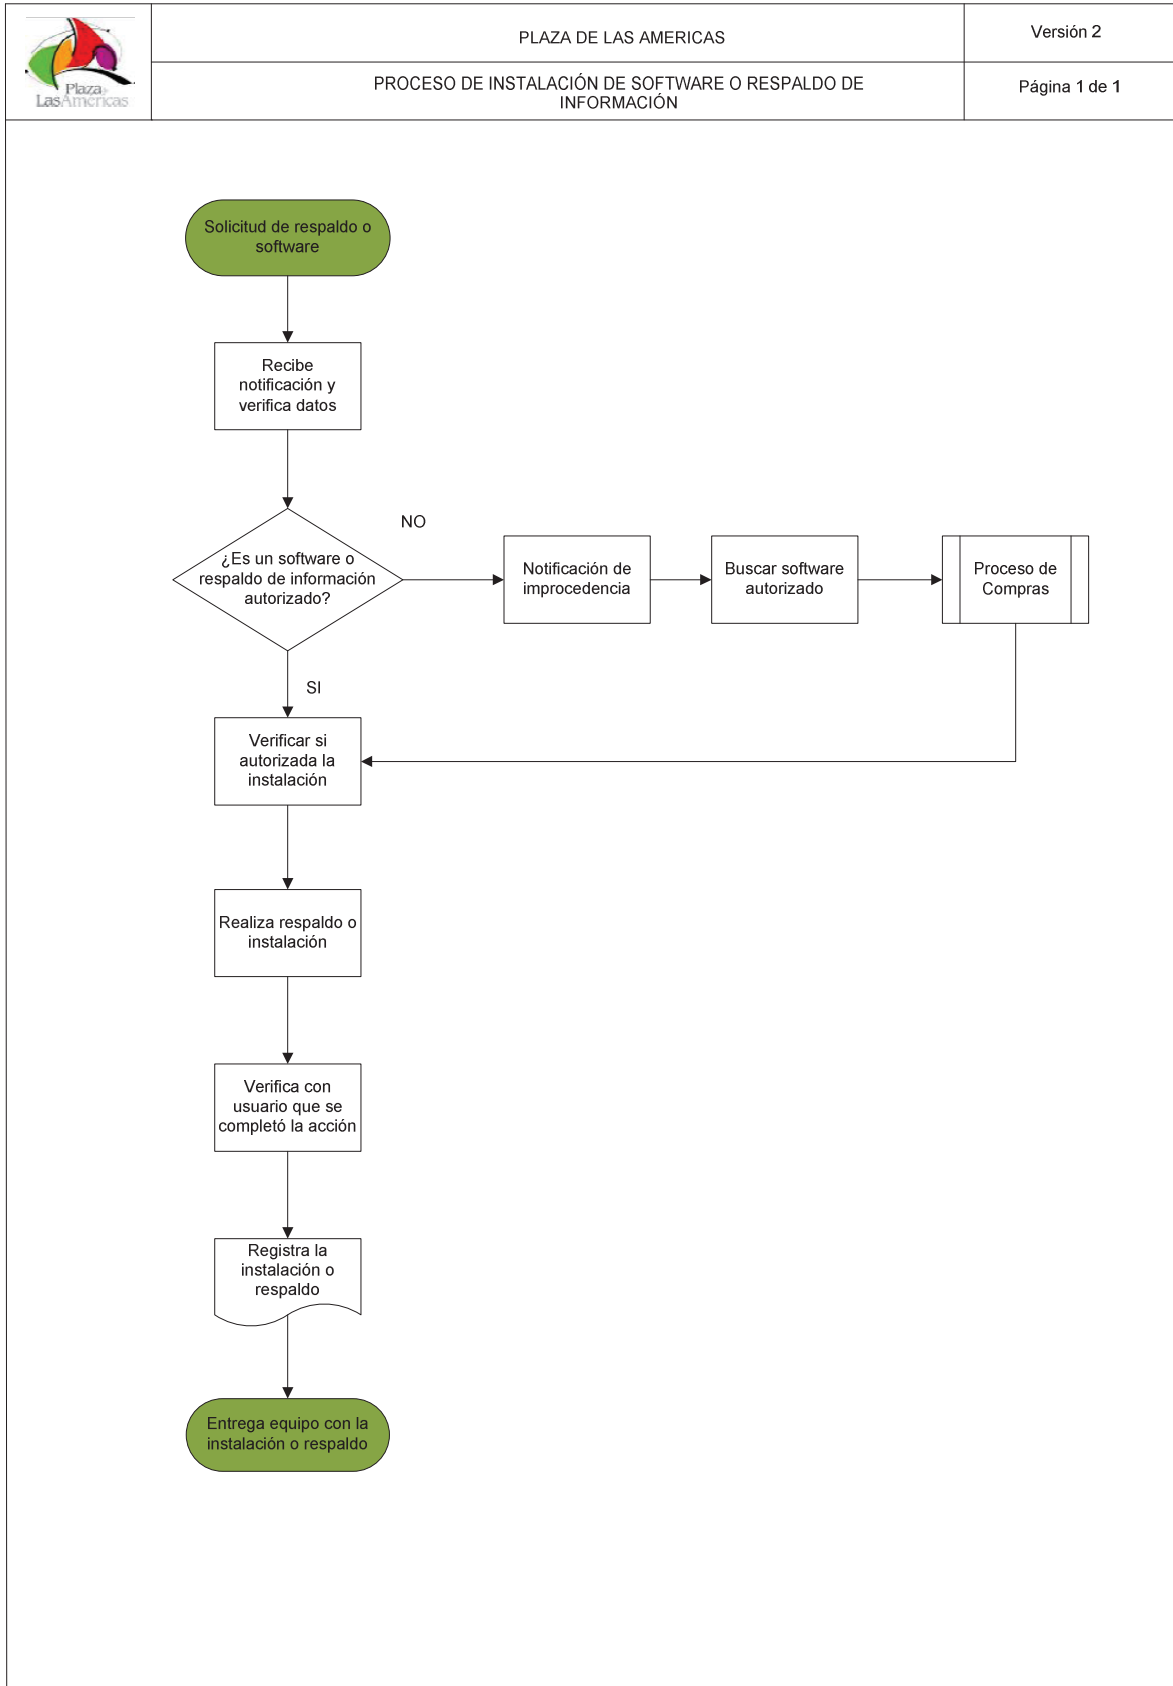 Plaza
Las Américas
PLAZA DE LAS AMERICAS
Versión 2
PROCESO DE INSTALACIÓN DE SOFTWARE O RESPALDO DE
INFORMACIÓN
Página 1 de 1
Solicitud de respaldo o
software
Recibe
notificación y
verifica datos
¿Es un software o
respaldo de información
autorizado?
NO
Notificación de
improcedencia
Buscar software
autorizado
Proceso de
Compras
SI
Verificar si
autorizada la
instalación
Realiza respaldo o
instalación
Verifica con
usuario que se
completó la acción
Registra la
instalación o
respaldo
Entrega equipo con la
instalación o respaldo